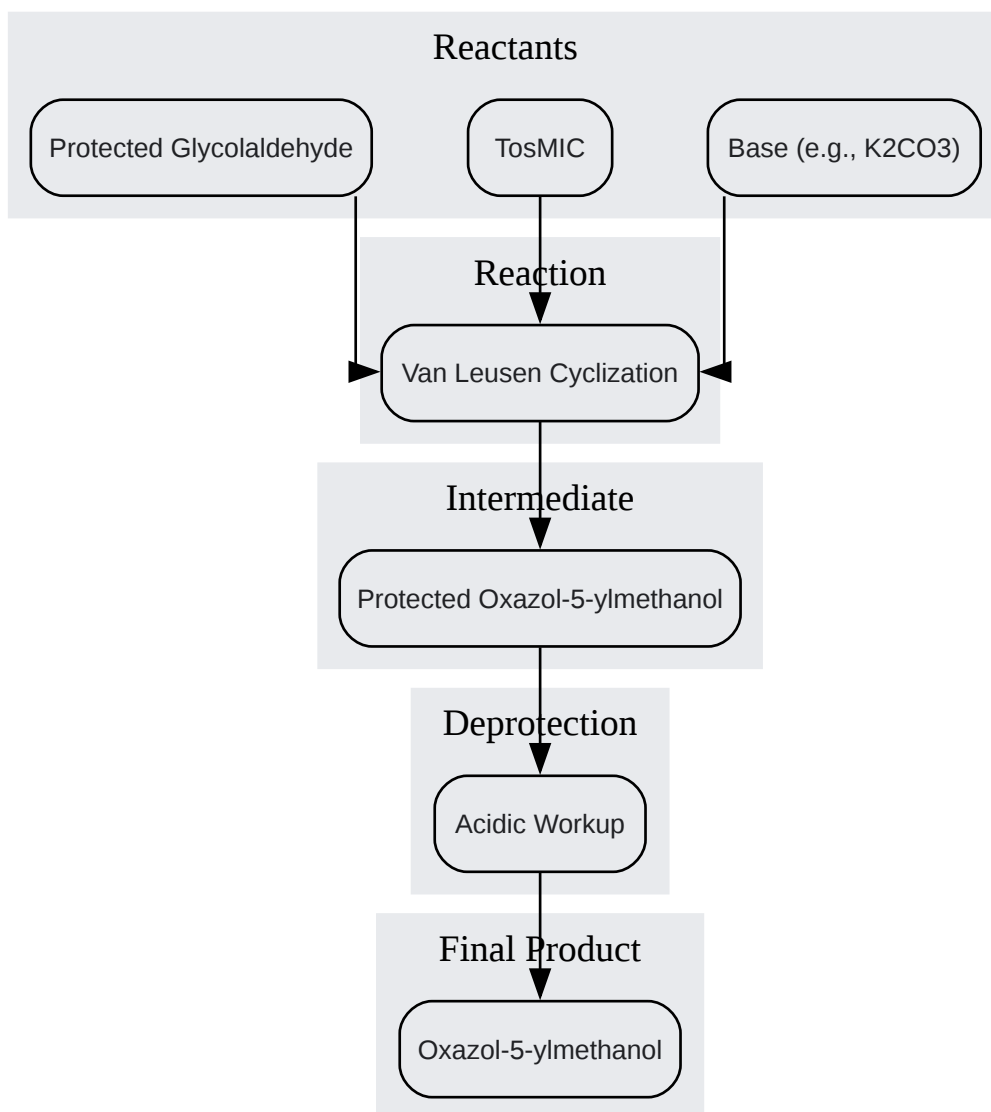 Reactants
Protected Glycolaldehyde
TosMIC
Base (e.g., K2CO3)
Reaction
Van Leusen Cyclization
Intermediate
Protected Oxazol-5-ylmethanol
Deprotection
Acidic Workup
Final Product
Oxazol-5-ylmethanol